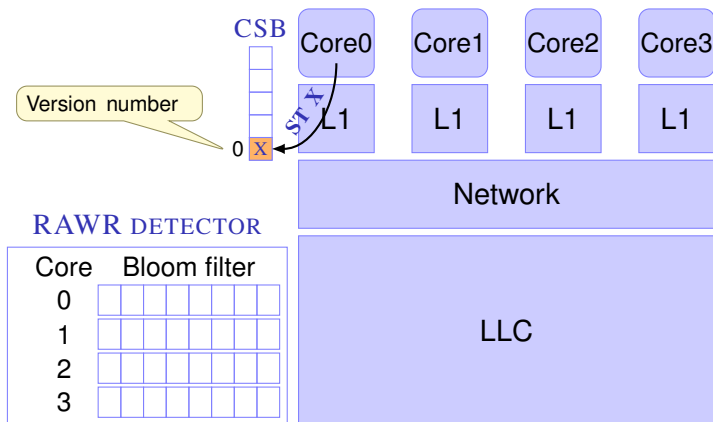 CSB
Core0 Core1 Core2 Core3
Version number
ST X
L1 L1 L1 L1
0 X
Network
RAWR DETECTOR
Core Bloom filter
0
1
2
3
LLC